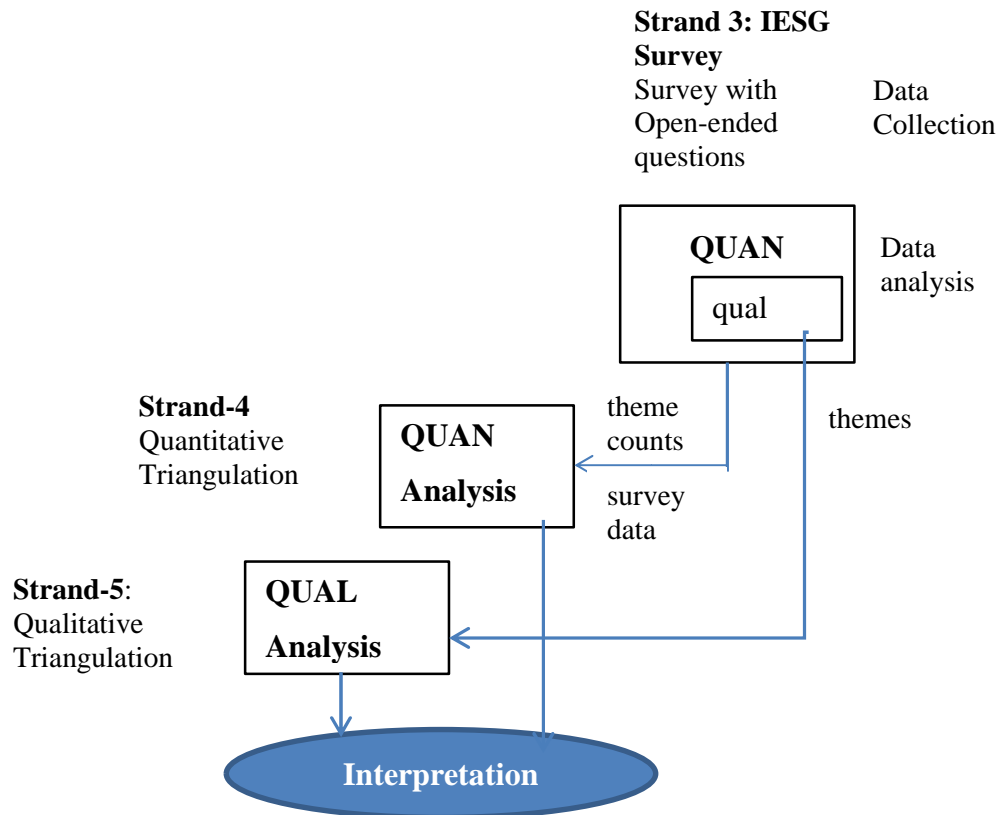 Strand 3: IESG
Survey
Survey with
Open-ended
questions
Data
Collection
QUAN
qual
Data
analysis
Strand-4
Quantitative
Triangulation
QUAN
Analysis
theme
counts
survey
data
themes
Strand-5:
Qualitative
Triangulation
QUAL
Analysis
Interpretation